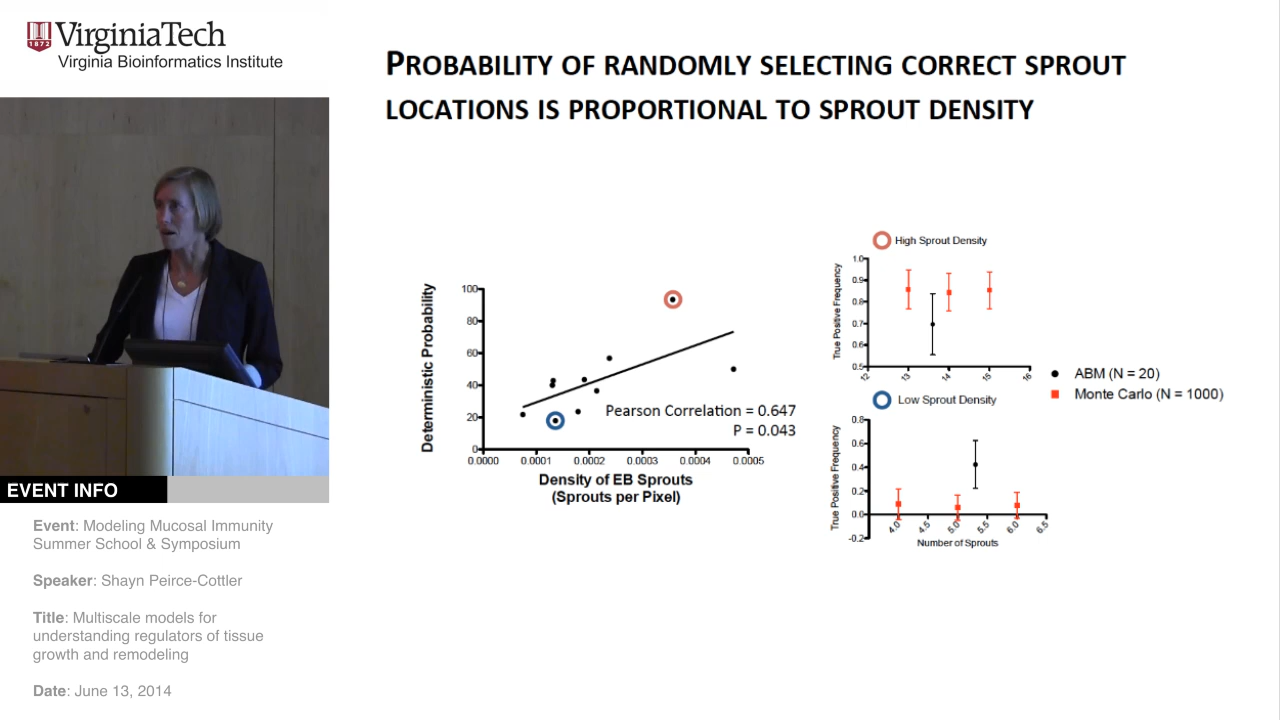 1872
VirginiaTech
Virginia Bioinformatics Institute
PROBABILITY OF RANDOMLY SELECTING CORRECT SPROUT
LOCATIONS IS PROPORTIONAL TO SPROUT DENSITY
Deterministic Probability
100
80
60
40
20
0
0.0000 0.0001 0.0002 0.0003 0.0004 0.0005
Pearson Correlation = 0.647
P = 0.043
Density of EB Sprouts
(Sprouts per Pixel)
High Sprout Density
True Positive Frequency
1.0
0.9
0.8
0.7
0.6
0.5
12 13 14 15 16
Low Sprout Density
True Positive Frequency
0.8
0.6
0.4
0.2
0.0
-0.2
4.0 4.5 5.0 5.5 6.0 6.5
Number of Sprouts
ABM (N = 20)
Monte Carlo (N = 1000)
EVENT INFO
Event: Modeling Mucosal Immunity
Summer School & Symposium
Speaker: Shayn Peirce-Cottler
Title: Multiscale models for
understanding regulators of tissue
growth and remodeling
Date: June 13, 2014